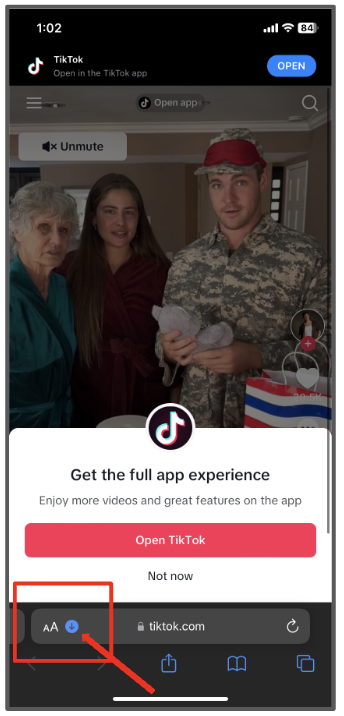 1:02
84
TikTok
Open in the TikTok app
OPEN
Open app
Unmute
Get the full app experience
Enjoy more videos and great features on the app
Open TikTok
Not now
AA
tiktok.com